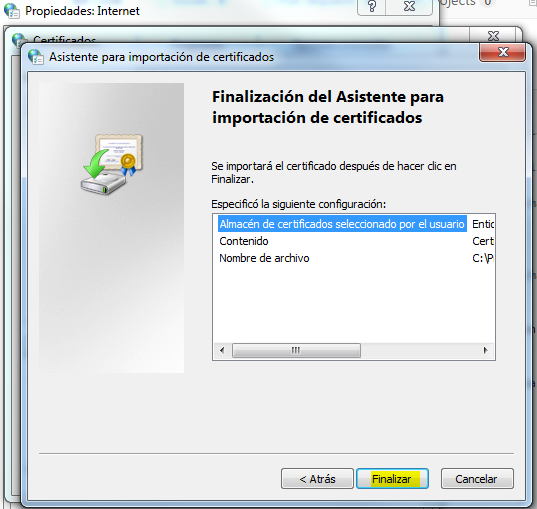 Propiedades: Internet
ojects 0
Certificados
Asistente para importación de certificados
Finalización del Asistente para
importación de certificados
Se importará el certificado después de hacer clic en
Finalizar.
Especificó la siguiente configuración:
Almacén de certificados seleccionado por el usuario Entid
Contenido Cert
Nombre de archivo C:\P
< Atrás Finalizar Cancelar